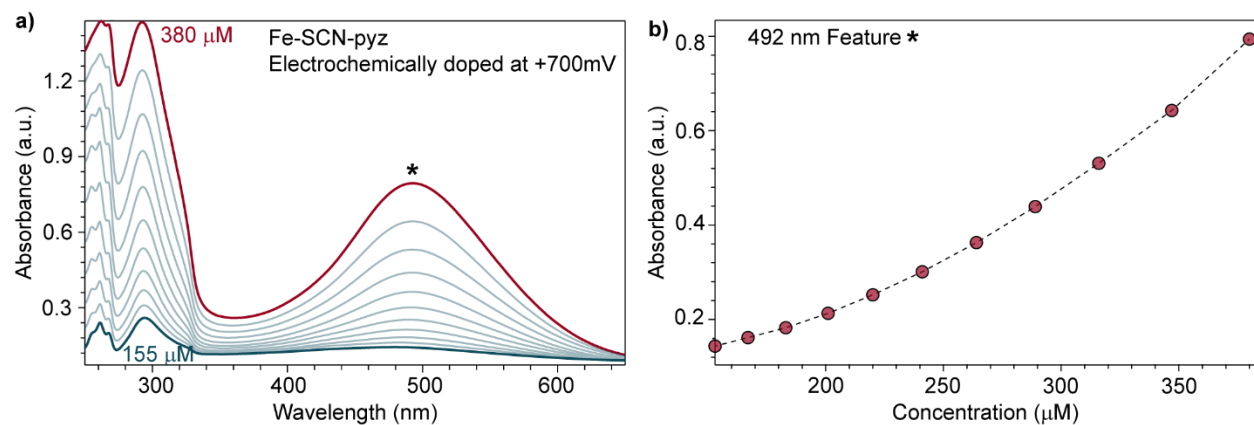 a)
380 μM
Fe-SCN-pyz
Electrochemically doped at +700mV
*
1.2
0.9
0.6
0.3
155 μM
300
400
500
600
Absorbance (a.u.)
Wavelength (nm)
b)
492 nm Feature *
0.8
0.6
0.4
0.2
200
250
300
350
Absorbance (a.u.)
Concentration (μM)